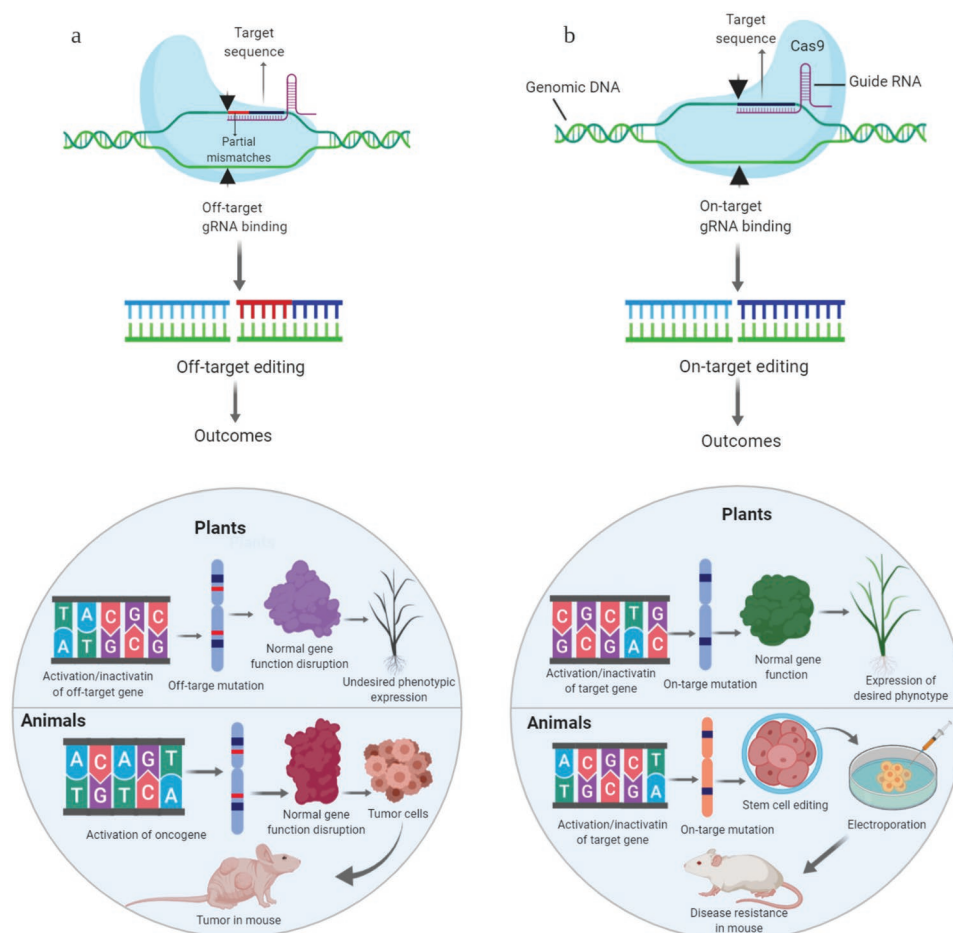 a
Target
sequence
Partial
mismatches
Off-target
gRNA binding
Off-target editing
Outcomes
Plants
T A C G C
A T G C G
Activation/inactivatin
of off-target gene
Off-targe mutation
Normal gene
function disruption
Undesired phenotypic
expression
Animals
A C A G T
T G T C A
Activation of oncogene
Normal gene
function disruption
Tumor cells
Tumor in mouse
b
Target
sequence
Cas9
Genomic DNA
Guide RNA
On-target
gRNA binding
On-target editing
Outcomes
Plants
C G C T G
G C G A C
Activation/inactivatin
of target gene
On-targe mutation
Normal gene
function
Expression of
desired phynotype
Animals
A C G C T
T G C G A
Activation/inactivatin
of target gene
On-targe mutation
Stem cell editing
Electroporation
Disease resistance
in mouse